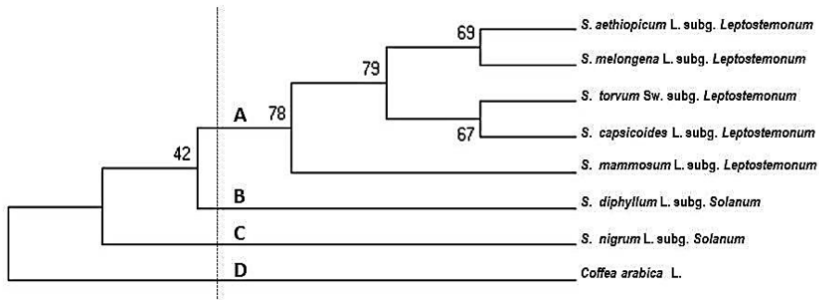 S. aethiopicum L. subg. Leptostemonum
69
S. melongena L. subg. Leptostemonum
79
S. torvum Sw. subg. Leptostemonum
A
78
67
S. capsicoides L. subg. Leptostemonum
42
S. mammosum L. subg. Leptostemonum
B
S. diphyllum L. subg. Solanum
C
S. nigrum L. subg. Solanum
D
Coffea arabica L.